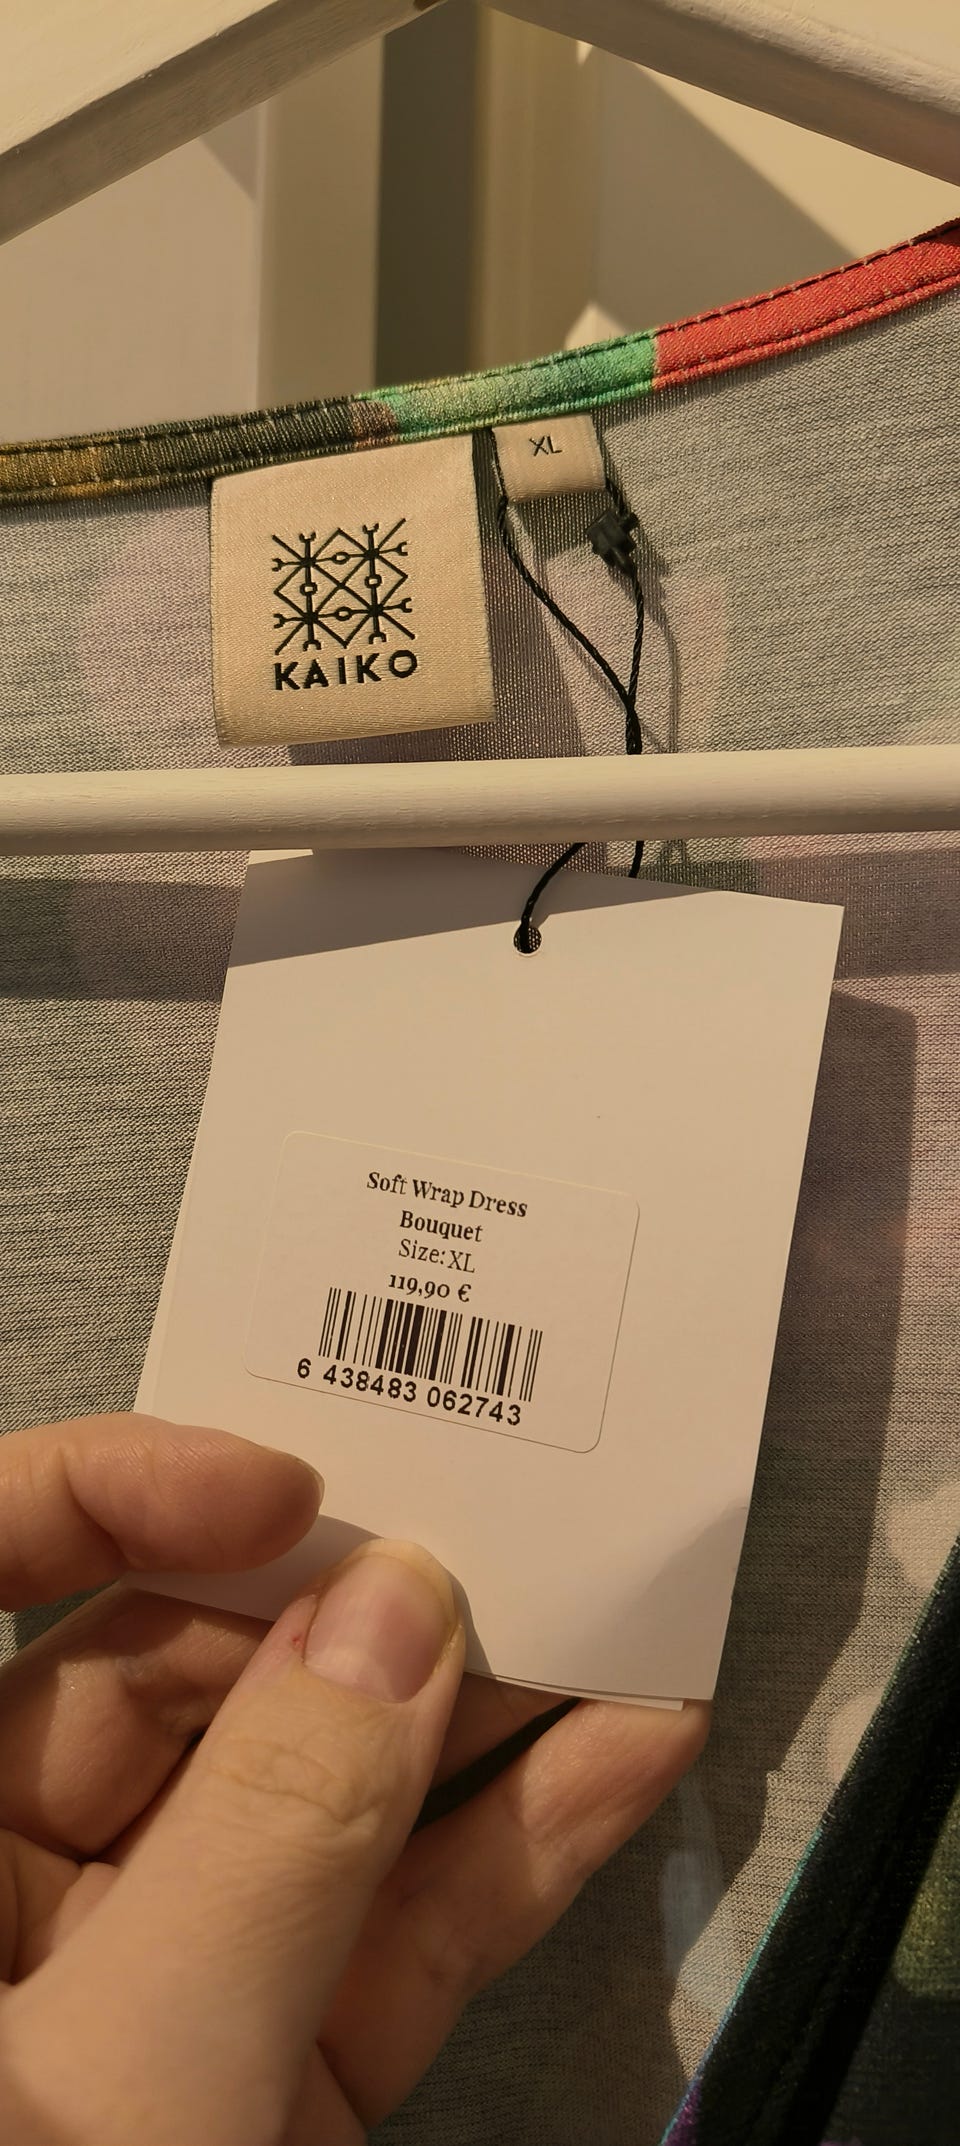 XL
KAIKO
Soft Wrap Dress
Bouquet
Size: XL
119,90 €
6 438483 062743